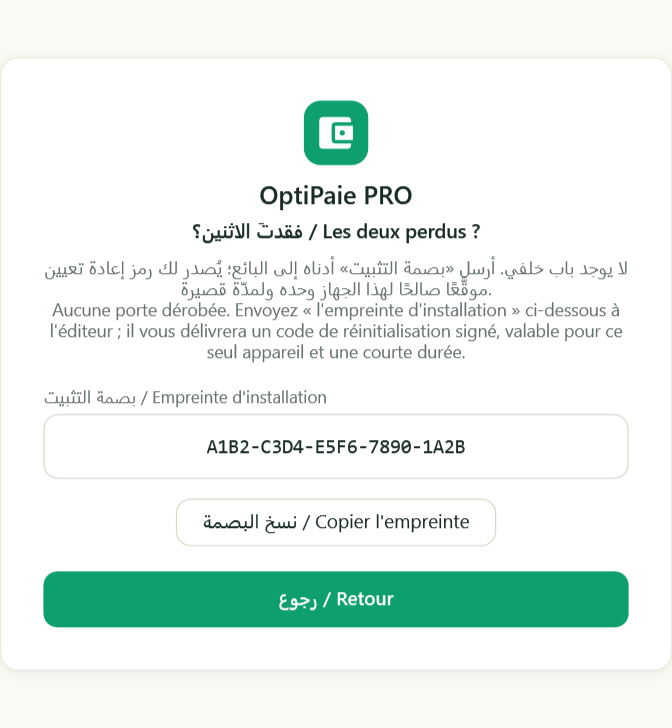 OptiPaie PRO
فقدتَ الاثنين؟ / Les deux perdus ?
لا يوجد باب خلفي. أرسل «بصمة التثبيت» أدناه إلى البائع؛ يُصدر لك رمز إعادة تعيين
موقّعًا صالحًا لهذا الجهاز وحده ولمدّة قصيرة.
Aucune porte dérobée. Envoyez « l'empreinte d'installation » ci-dessous à
l'éditeur ; il vous délivrera un code de réinitialisation signé, valable pour ce
seul appareil et une courte durée.
بصمة التثبيت / Empreinte d'installation
A1B2-C3D4-E5F6-7890-1A2B
نسخ البصمة / Copier l'empreinte
رجوع / Retour